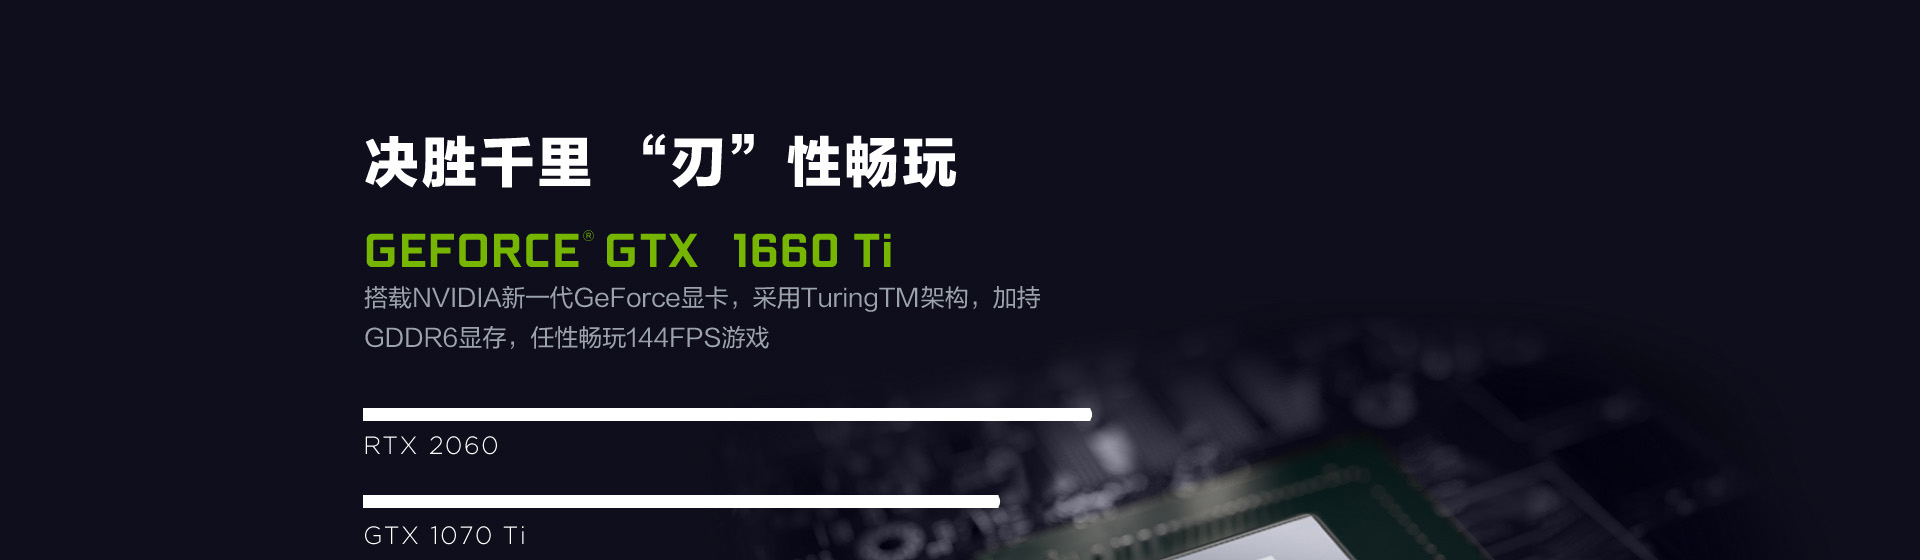 决胜千里 “刃”性畅玩
GEFORCE® GTX 1660 Ti
搭载NVIDIA新一代GeForce显卡，采用TuringTM架构，加持
GDDR6显存，任性畅玩144FPS游戏
RTX 2060
GTX 1070 Ti